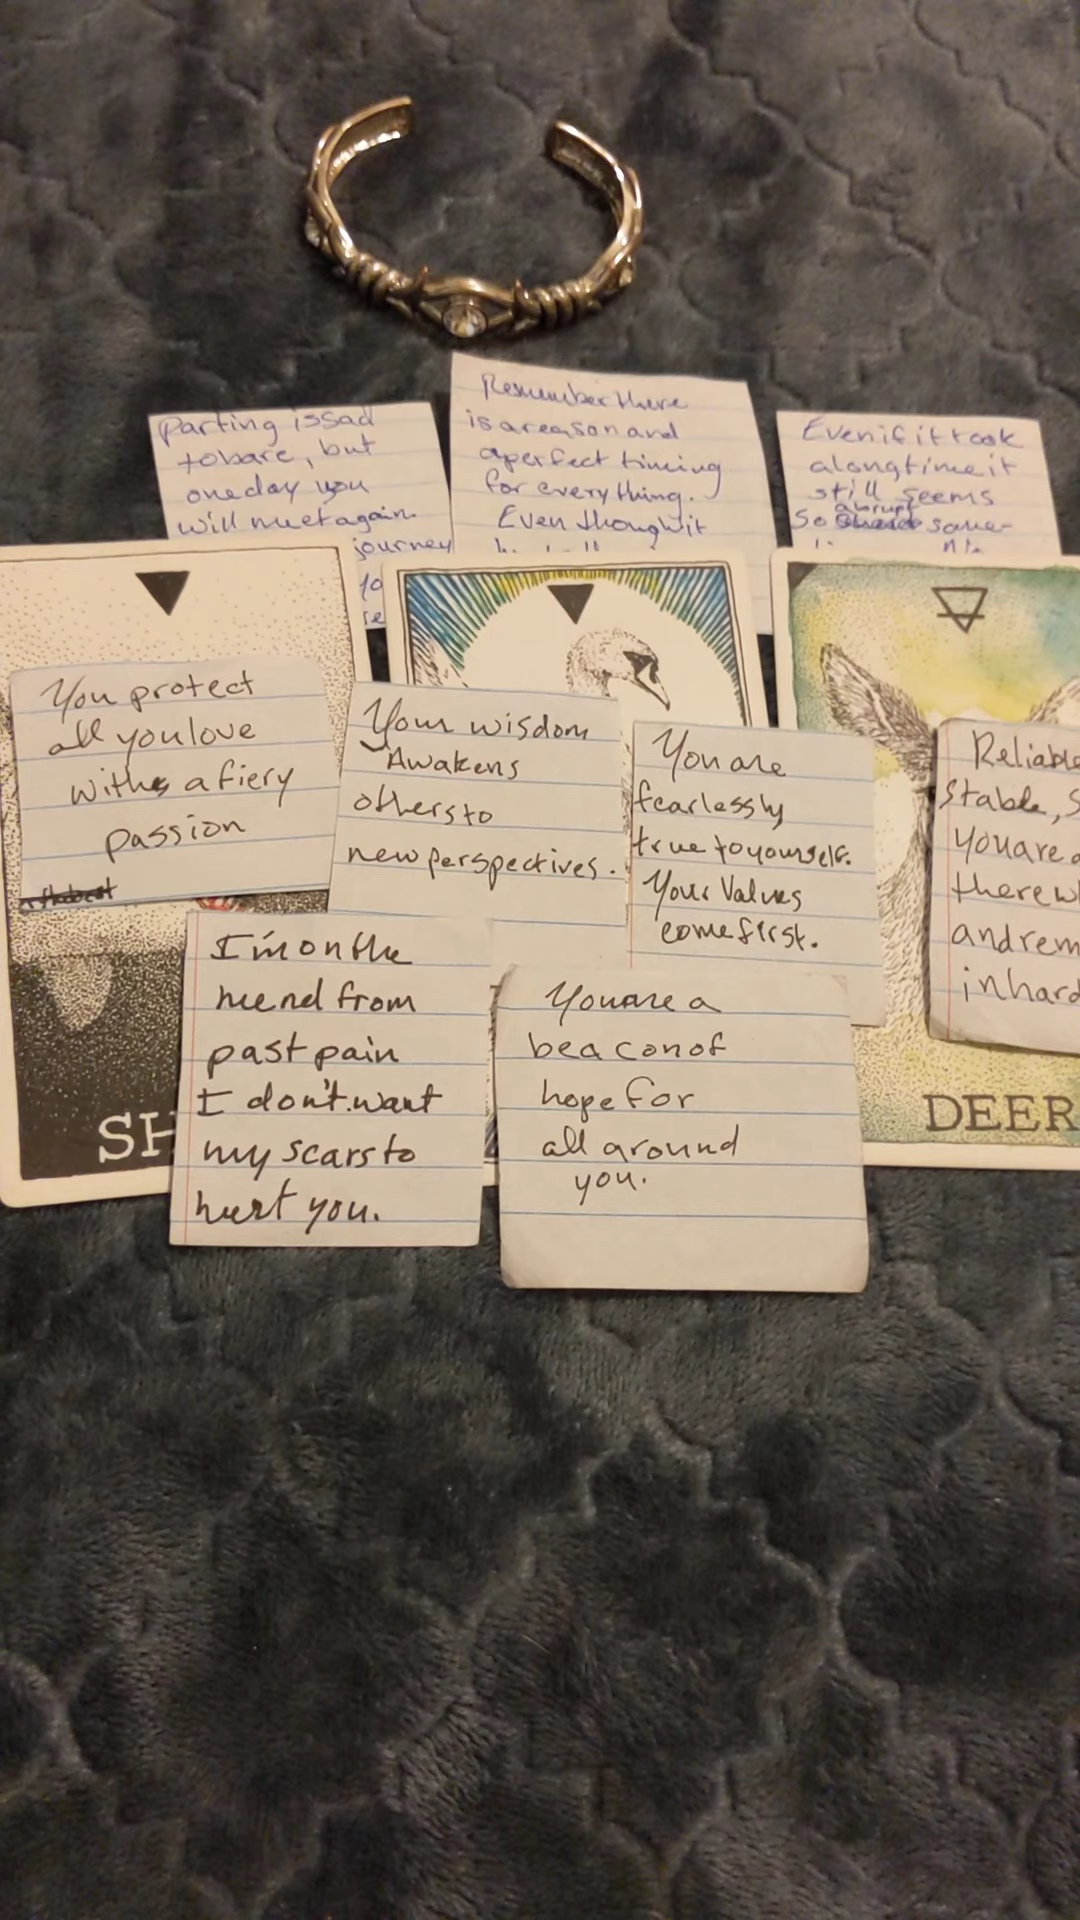 Parting is sad
to bare, but
one day you
will meet again.
journey
Remember there
is a reason and
a perfect timing
for everything.
Even though it
Even if it took
a long time it
still seems
abrupt
so some-
You protect
all you love
with a fiery
passion
Your wisdom
Awakens
others to
new perspectives.
You are
fearlessly
true to yourself.
Your Values
come first.
Reliable
stable, S
you are
there
and rem
in hard
I'm on the
mend from
past pain
I don't want
my scars to
hurt you.
You are a
beacon of
hope for
all around
you.
SH
DEER